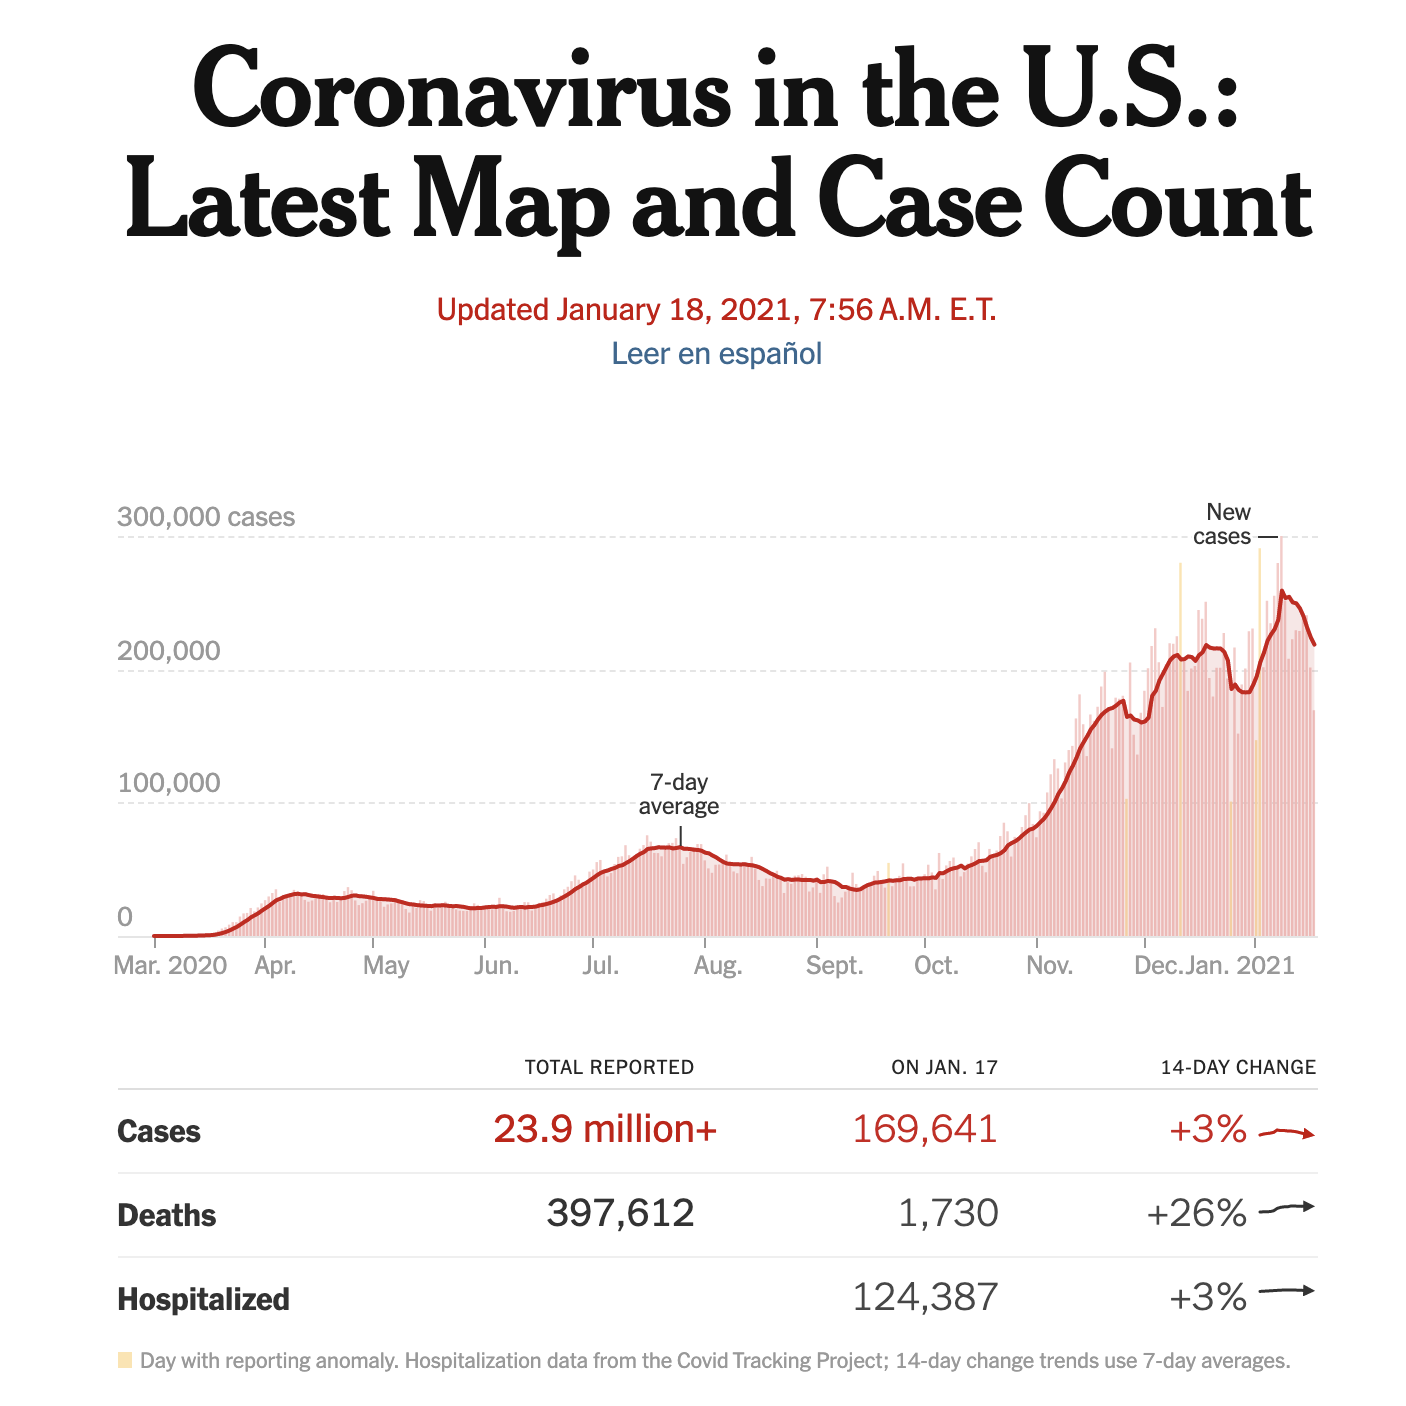 Coronavirus in the U.S.:
Latest Map and Case Count
Updated January 18, 2021, 7:56 A.M. E.T.
Leer en español
300,000 cases
New
cases
200,000
100,000
7-day
average
0
Mar. 2020 Apr. May Jun. Jul. Aug. Sept. Oct. Nov. Dec. Jan. 2021
TOTAL REPORTED ON JAN. 17 14-DAY CHANGE
Cases 23.9 million+ 169,641 +3%
Deaths 397,612 1,730 +26%
Hospitalized 124,387 +3%
Day with reporting anomaly. Hospitalization data from the Covid Tracking Project; 14-day change trends use 7-day averages.